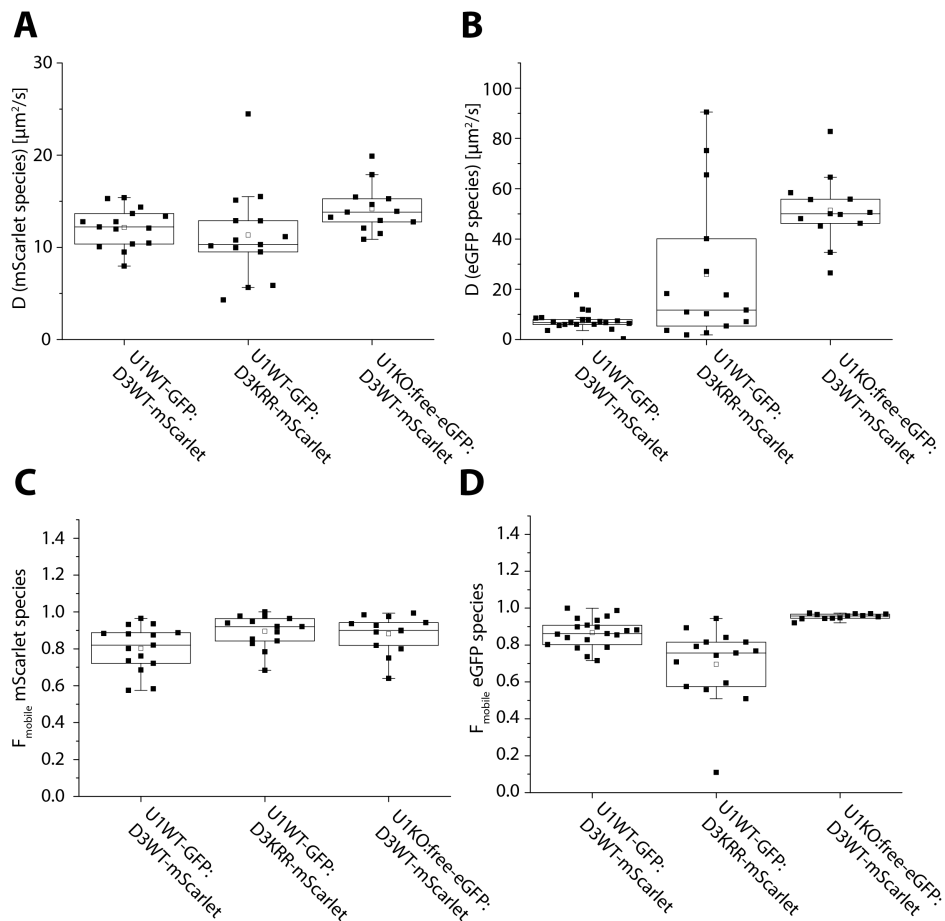 A
D (mScarlet species) [µm²/s]
30
20
10
0
U1WT-GFP:
D3WT-mScarlet
U1WT-GFP:
D3KRR-mScarlet
U1KO:free-eGFP:
D3WT-mScarlet
B
D (eGFP species) [µm²/s]
100
80
60
40
20
0
U1WT-GFP:
D3WT-mScarlet
U1WT-GFP:
D3KRR-mScarlet
U1KO:free-eGFP:
D3WT-mScarlet
C
Fmobile mScarlet species
1.4
1.2
1.0
0.8
0.6
0.4
0.2
0.0
U1WT-GFP:
D3WT-mScarlet
U1WT-GFP:
D3KRR-mScarlet
U1KO:free-eGFP:
D3WT-mScarlet
D
Fmobile eGFP species
1.4
1.2
1.0
0.8
0.6
0.4
0.2
0.0
U1WT-GFP:
D3WT-mScarlet
U1WT-GFP:
D3KRR-mScarlet
U1KO:free-eGFP:
D3WT-mScarlet